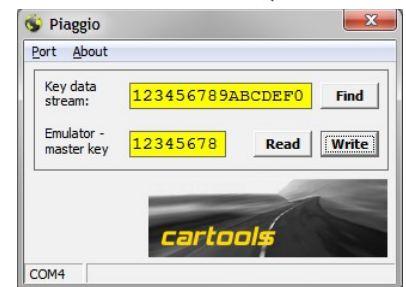 Piaggio
Port About
Key data stream:
123456789ABCDEF0
Find
Emulator - master key
12345678
Read
Write
cartools
COM4